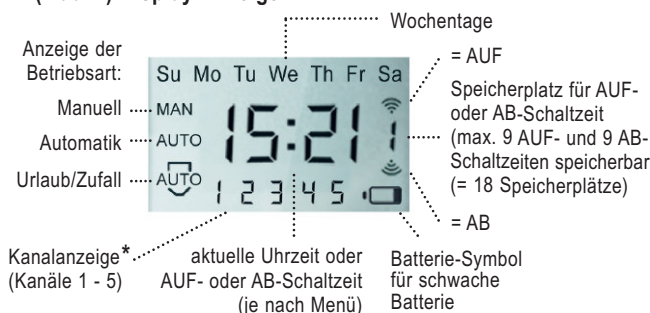 Wochentage
Anzeige der
Betriebsart:
= AUF
Su Mo Tu We Th Fr Sa
Manuell
MAN
Automatik
AUTO
Urlaub/Zufall
AUTO
15:21
1
1 2 3 4 5
Speicherplatz für AUF-
oder AB-Schaltzeit
(max. 9 AUF- und 9 AB-
Schaltzeiten speicherbar
(= 18 Speicherplätze)
= AB
Kanalanzeige*
(Kanäle 1 - 5)
aktuelle Uhrzeit oder
AUF- oder AB-Schaltzeit
(je nach Menü)
Batterie-Symbol
für schwache
Batterie